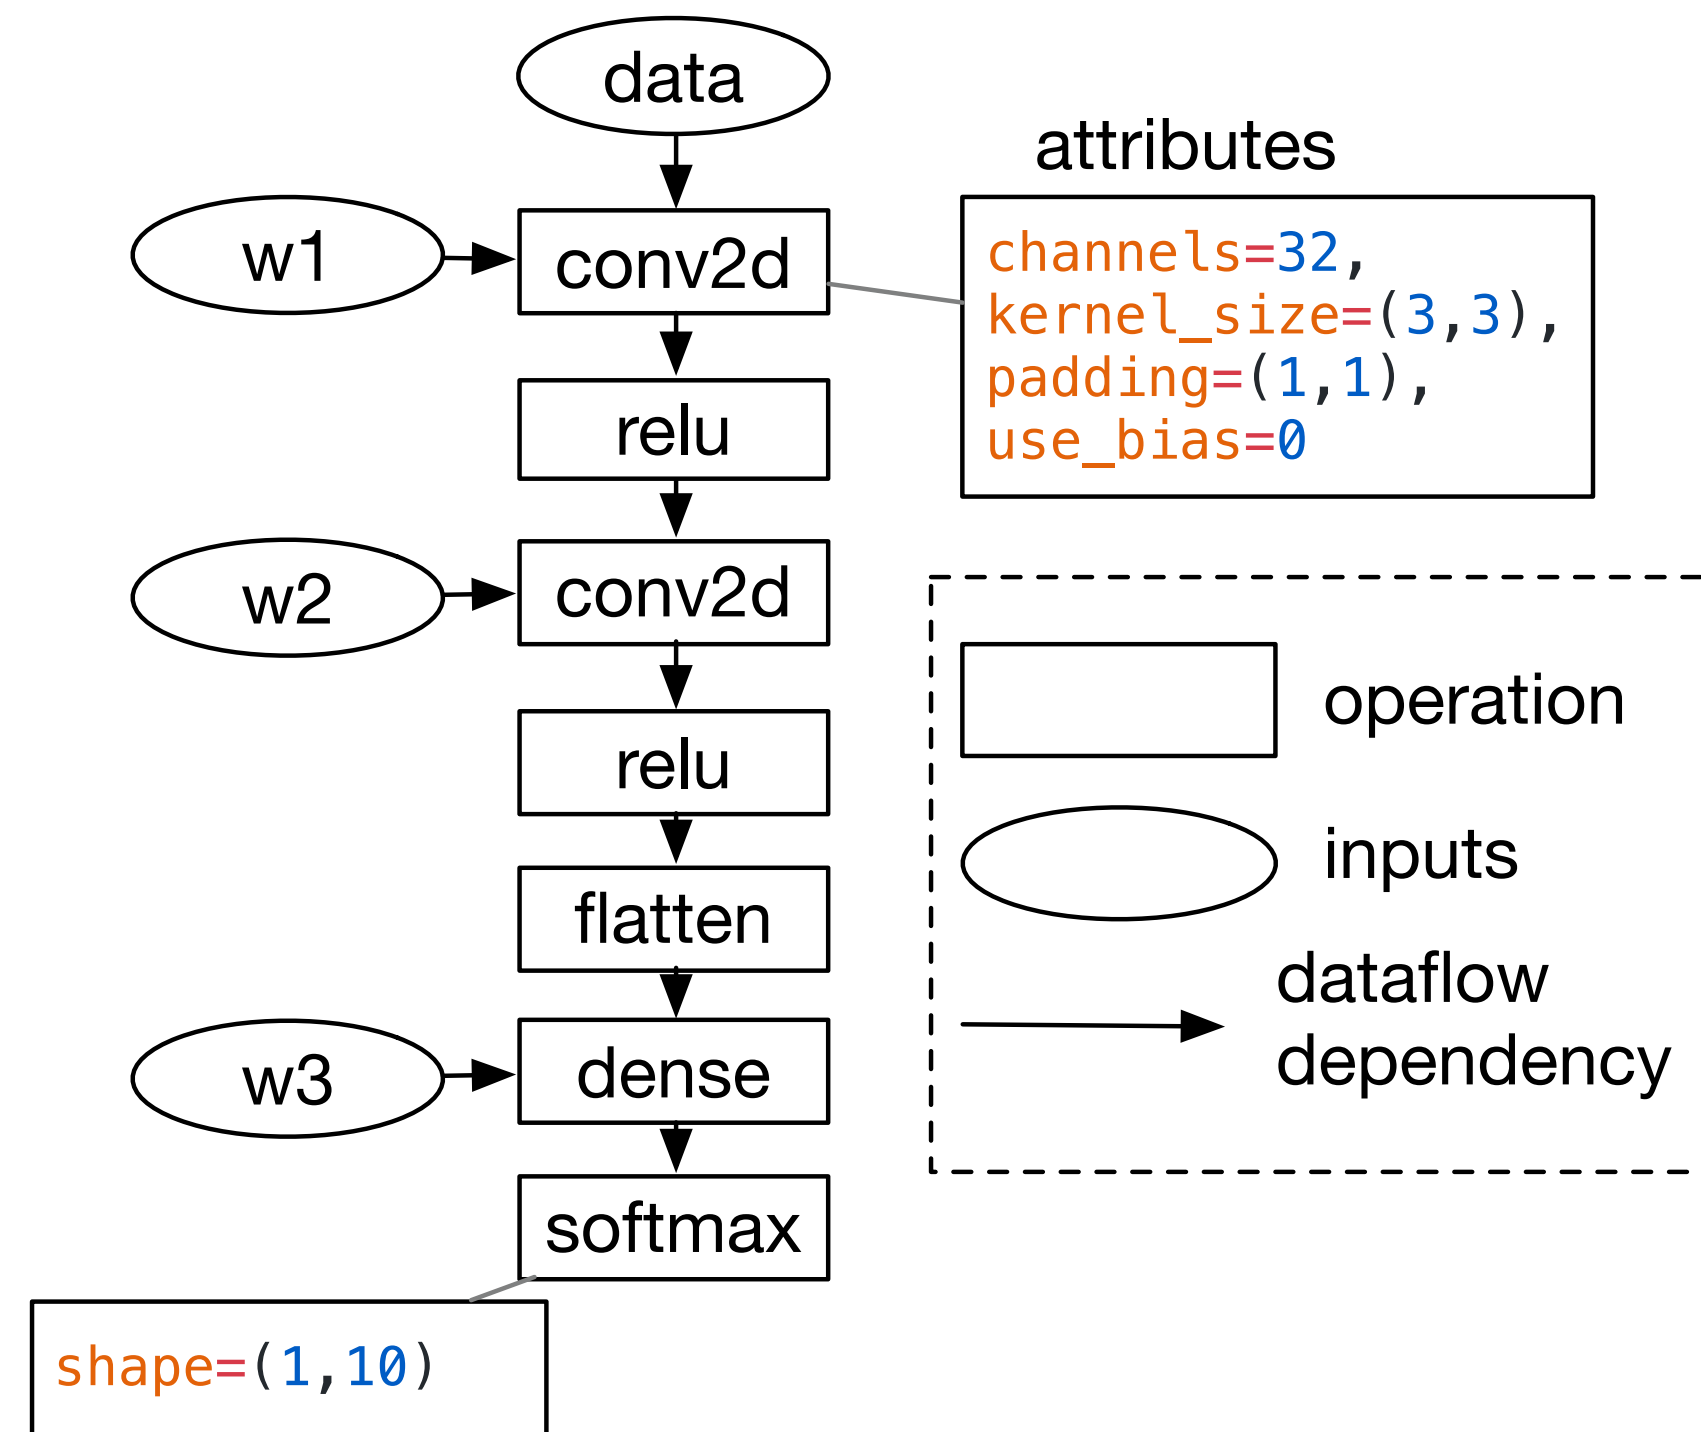 data
attributes
w1
conv2d
channels=32,
kernel_size=(3,3),
padding=(1,1),
use_bias=0
relu
w2
conv2d
operation
relu
inputs
flatten
dataflow
dependency
w3
dense
softmax
shape=(1,10)